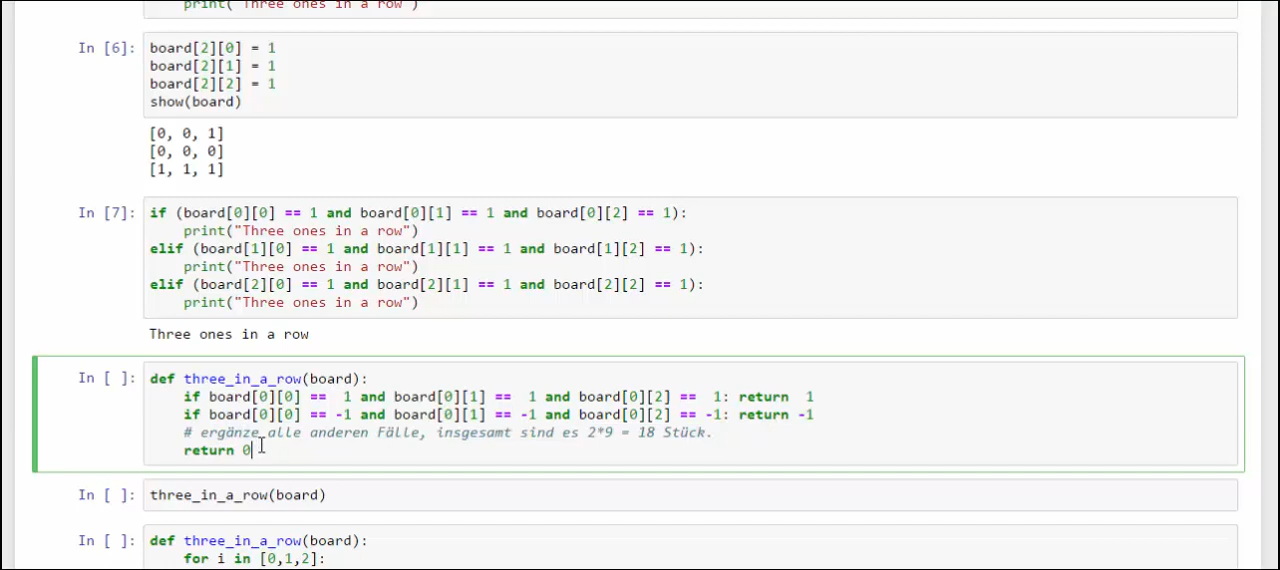 print("Three ones in a row")
In [6]: board[2][0] = 1
board[2][1] = 1
board[2][2] = 1
show(board)
[0, 0, 1]
[0, 0, 0]
[1, 1, 1]
In [7]: if (board[0][0] == 1 and board[0][1] == 1 and board[0][2] == 1):
print("Three ones in a row")
elif (board[1][0] == 1 and board[1][1] == 1 and board[1][2] == 1):
print("Three ones in a row")
elif (board[2][0] == 1 and board[2][1] == 1 and board[2][2] == 1):
print("Three ones in a row")
Three ones in a row
In [ ]: def three_in_a_row(board):
if board[0][0] == 1 and board[0][1] == 1 and board[0][2] == 1: return 1
if board[0][0] == -1 and board[0][1] == -1 and board[0][2] == -1: return -1
# ergänze alle anderen Fälle, insgesamt sind es 2*9 = 18 Stück.
return 0
In [ ]: three_in_a_row(board)
In [ ]: def three_in_a_row(board):
for i in [0,1,2]: